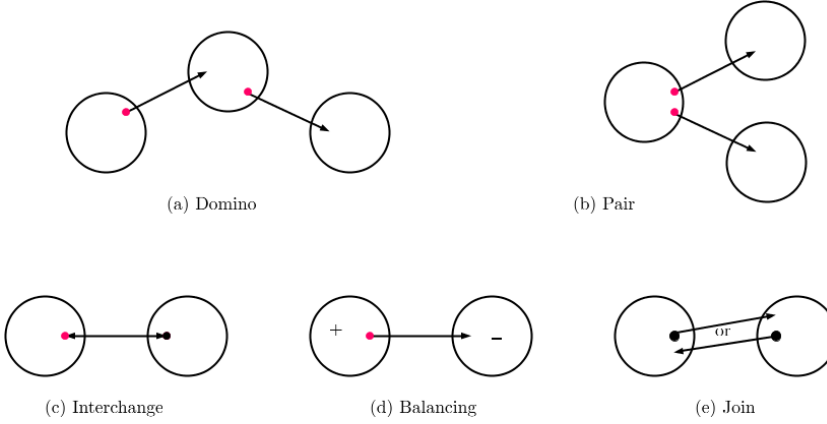 (a) Domino
(b) Pair
+
-
or
(c) Interchange
(d) Balancing
(e) Join